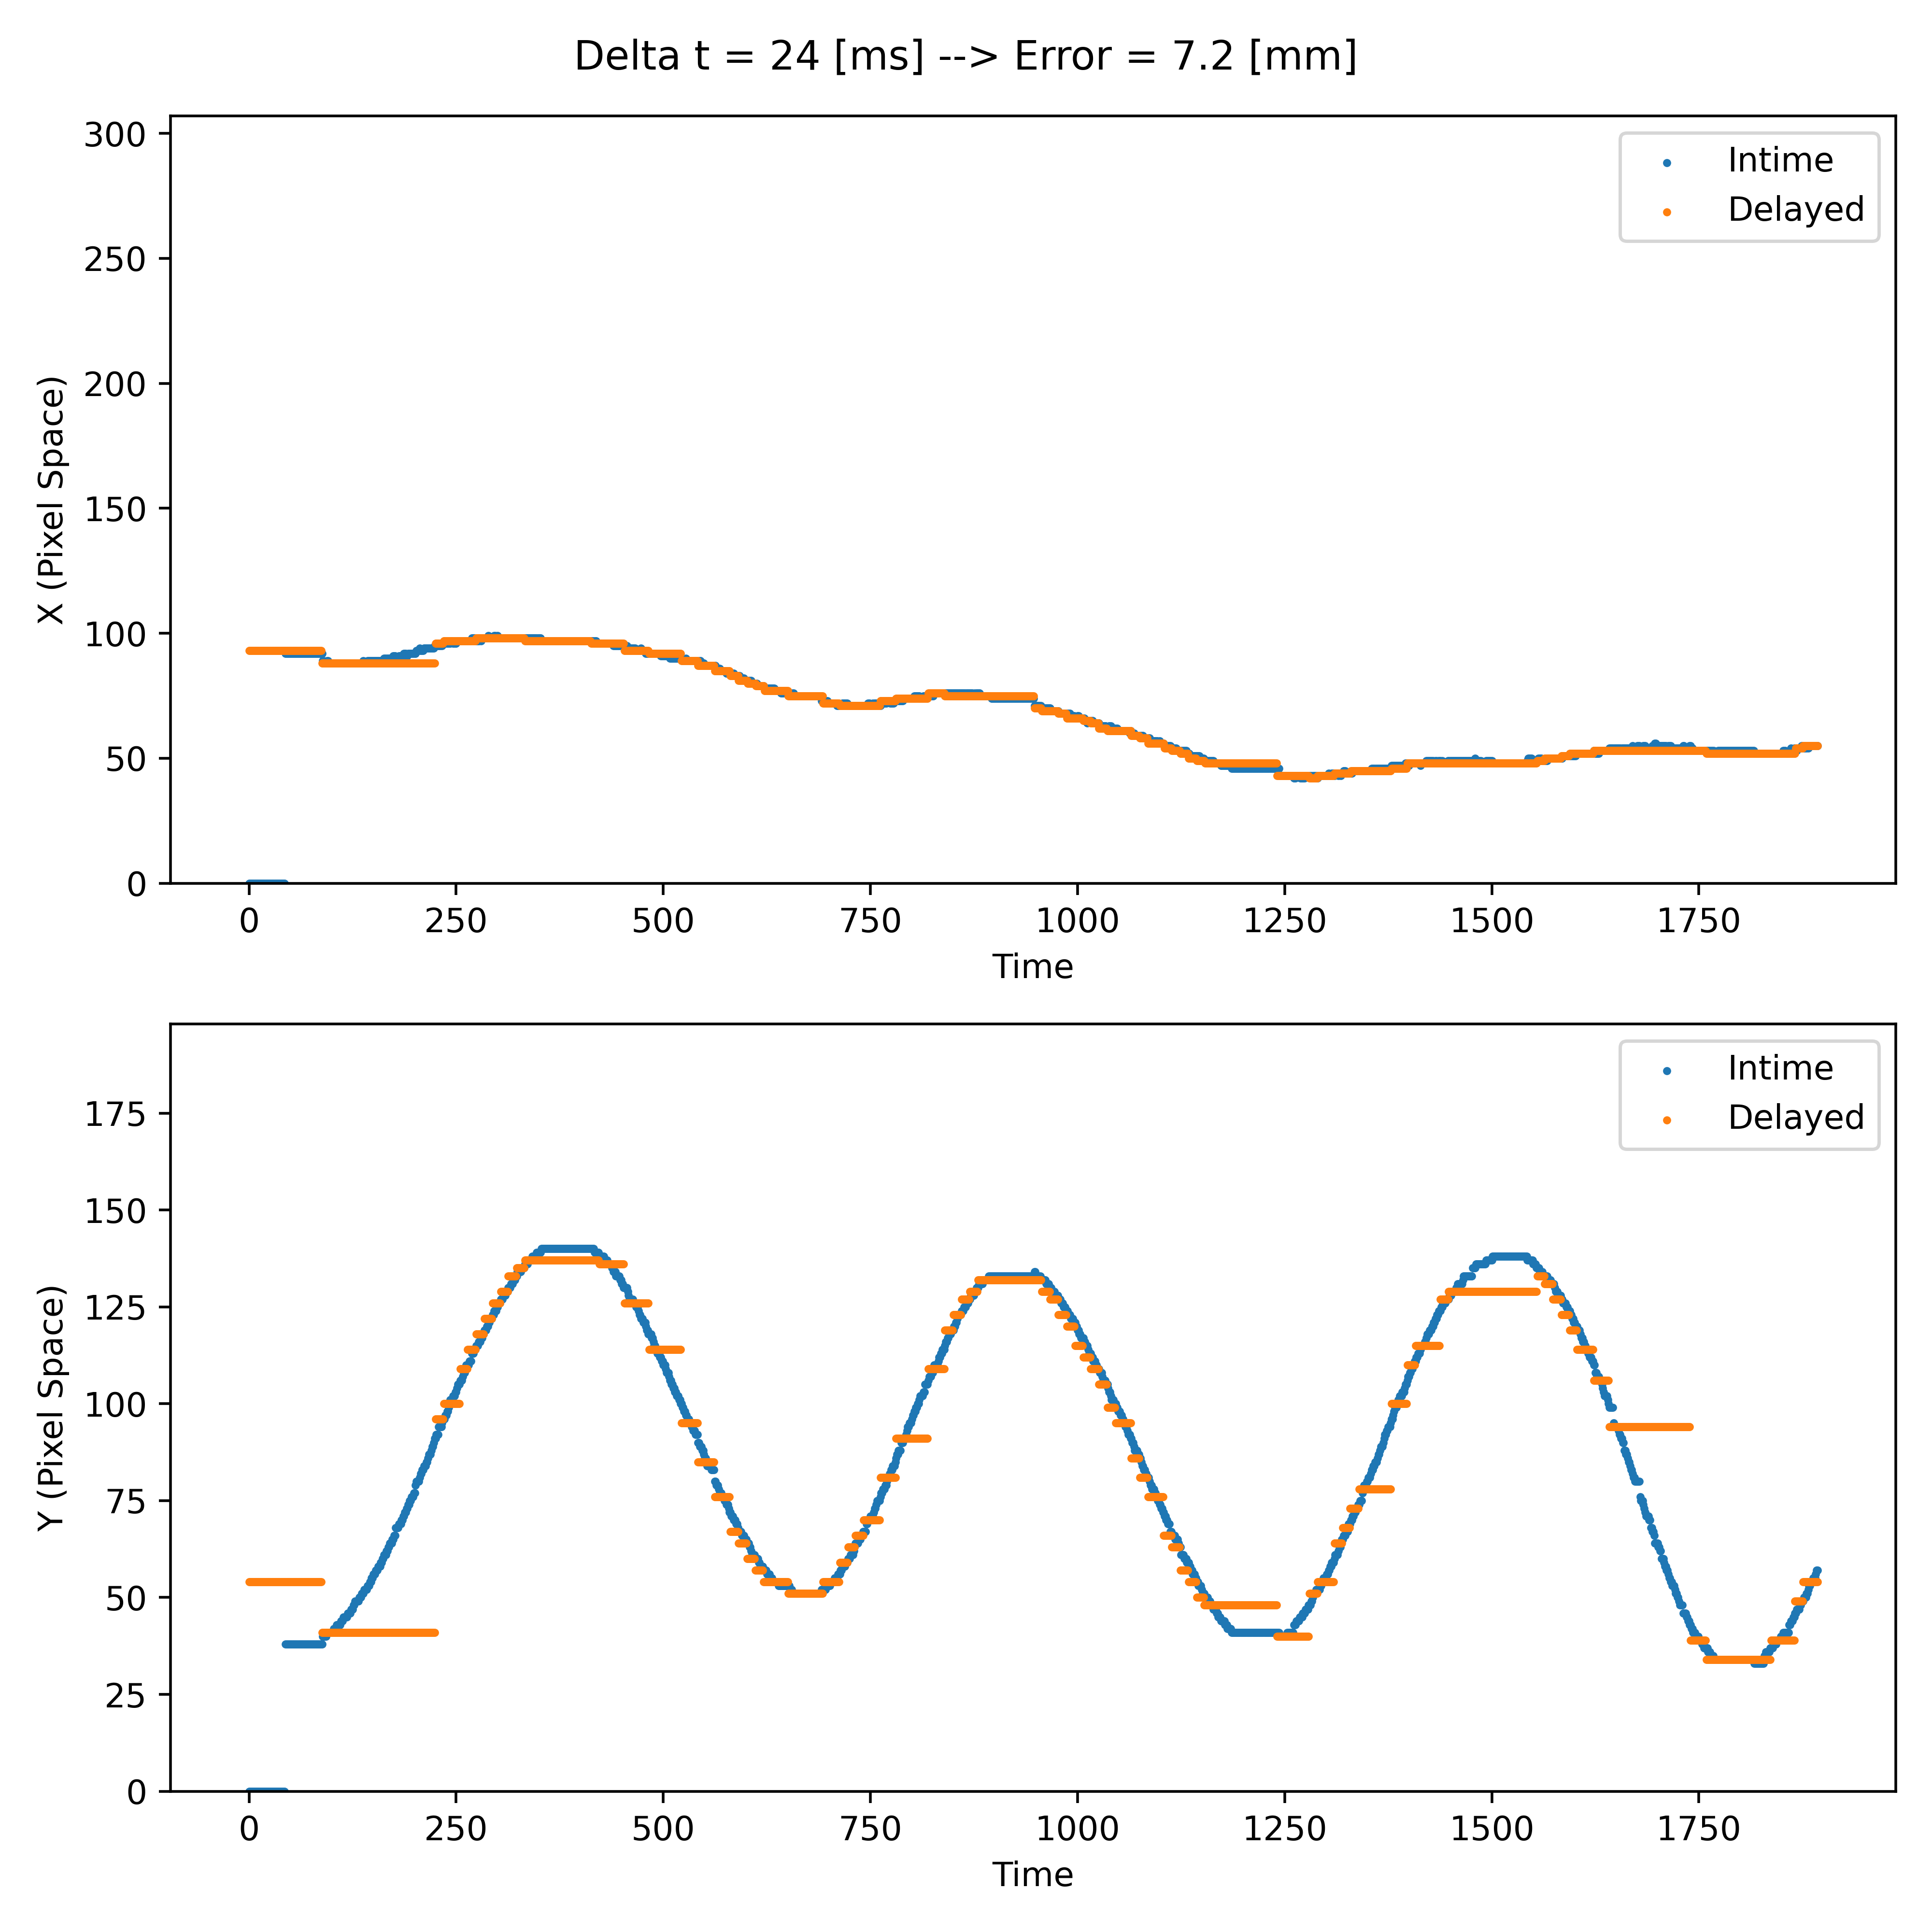 Delta t = 24 [ms] --> Error = 7.2 [mm]
300
250
200
150
100
50
0
X (Pixel Space)
Intime
Delayed
0 250 500 750 1000 1250 1500 1750
Time
175
150
125
100
75
50
25
0
Y (Pixel Space)
Intime
Delayed
0 250 500 750 1000 1250 1500 1750
Time